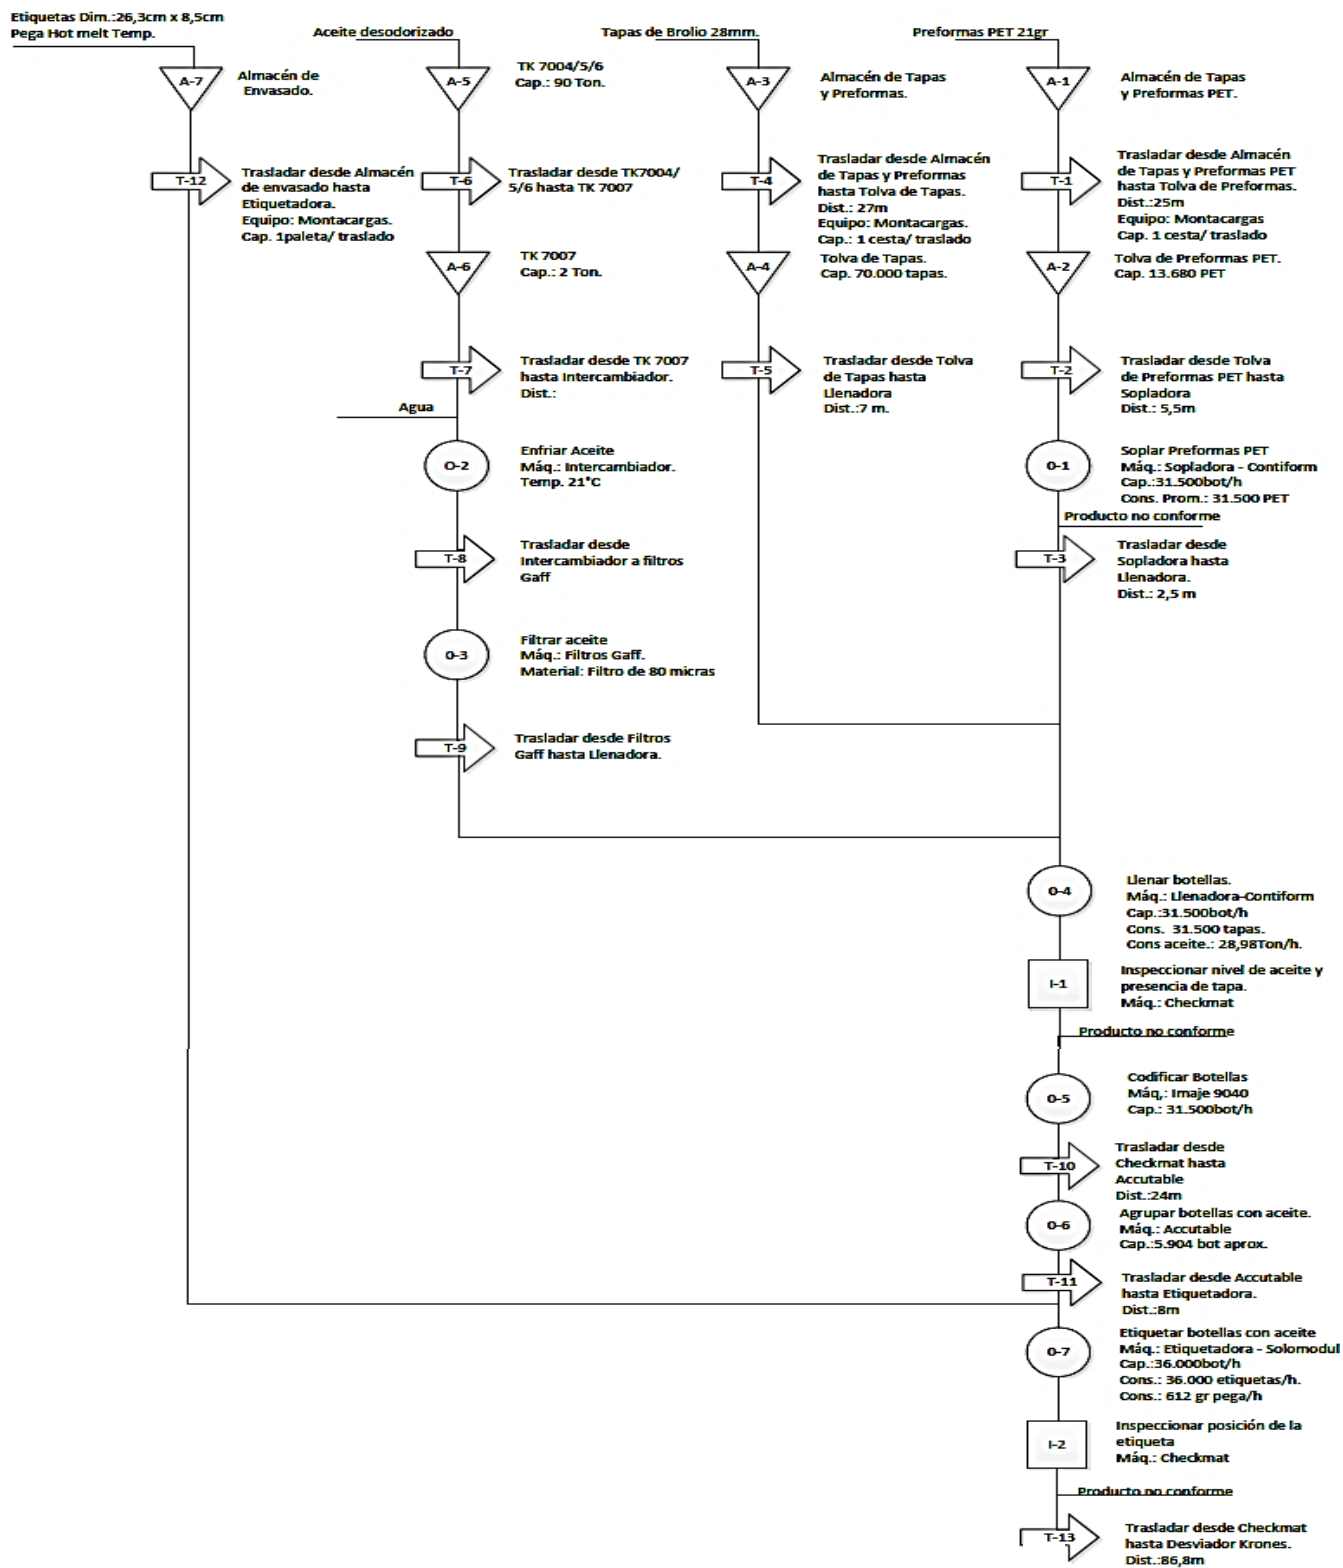 Etiquetas Dim.:26,3cm x 8,5cm
Pega Hot melt Temp.
A-7
Almacén de
Envasado.
T-12
Trasladar desde Almacén
de envasado hasta
Etiquetadora.
Equipo: Montacargas.
Cap. 1paleta/ traslado
Aceite desodorizado
A-5
TK 7004/5/6
Cap.: 90 Ton.
T-6
Trasladar desde TK7004/
5/6 hasta TK 7007
A-6
TK 7007
Cap.: 2 Ton.
T-7
Trasladar desde TK 7007
hasta Intercambiador.
Dist.:
Agua
O-2
Enfriar Aceite
Máq.: Intercambiador.
Temp. 21°C
T-8
Trasladar desde
Intercambiador a filtros
Gaff
0-3
Filtrar aceite
Máq.: Filtros Gaff.
Material: Filtro de 80 micras
T-9
Trasladar desde Filtros
Gaff hasta Llenadora.
Tapas de Brolio 28mm.
A-3
Almacén de Tapas
y Preformas.
T-4
Trasladar desde Almacén
de Tapas y Preformas
hasta Tolva de Tapas.
Dist.: 27m
Equipo: Montacargas.
Cap.: 1 cesta/ traslado
A-4
Tolva de Tapas.
Cap. 70.000 tapas.
T-5
Trasladar desde Tolva
de Tapas hasta
Llenadora
Dist.:7 m.
Preformas PET 21gr
A-1
Almacén de Tapas
y Preformas PET.
T-1
Trasladar desde Almacén
de Tapas y Preformas PET
hasta Tolva de Preformas.
Dist.:25m
Equipo: Montacargas
Cap. 1 cesta/ traslado
A-2
Tolva de Preformas PET.
Cap. 13.680 PET
T-2
Trasladar desde Tolva
de Preformas PET hasta
Sopladora
Dist.: 5,5m
0-1
Soplar Preformas PET
Máq.: Sopladora - Contiform
Cap.:31.500bot/h
Cons. Prom.: 31.500 PET
Producto no conforme
T-3
Trasladar desde
Sopladora hasta
Llenadora.
Dist.: 2,5 m
0-4
Llenar botellas.
Máq.: Llenadora-Contiform
Cap.:31.500bot/h
Cons. 31.500 tapas.
Cons aceite.: 28,98Ton/h.
I-1
Inspeccionar nivel de aceite y
presencia de tapa.
Máq.: Checkmat
Producto no conforme
0-5
Codificar Botellas
Máq,: Imaje 9040
Cap.: 31.500bot/h
T-10
Trasladar desde
Checkmat hasta
Accutable
Dist.:24m
0-6
Agrupar botellas con aceite.
Máq.: Accutable
Cap.:5.904 bot aprox.
T-11
Trasladar desde Accutable
hasta Etiquetadora.
Dist.:8m
0-7
Etiquetar botellas con aceite
Máq.: Etiquetadora - Solomodul
Cap.:36.000bot/h
Cons.: 36.000 etiquetas/h.
Cons.: 612 gr pega/h
I-2
Inspeccionar posición de la
etiqueta
Máq.: Checkmat
Producto no conforme
T-13
Trasladar desde Checkmat
hasta Desviador Krones.
Dist.:86,8m